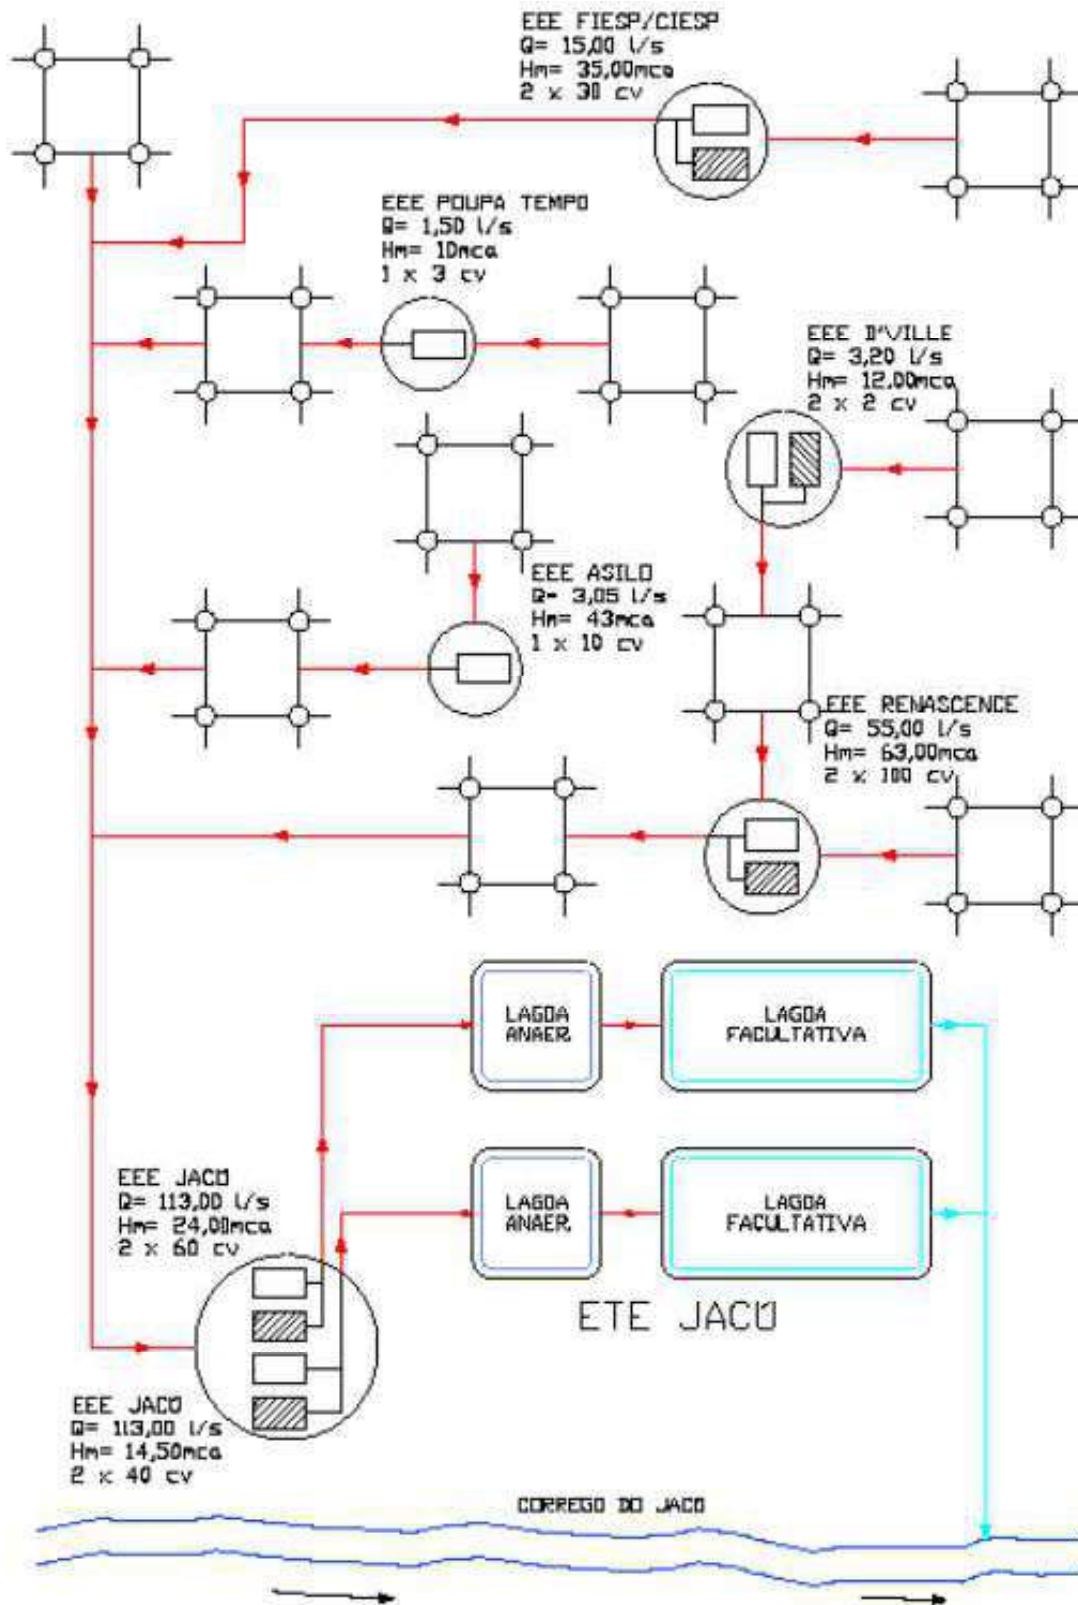 EEE FIESP/CIESP
Q= 15,00 l/s
Hm= 35,00mca
2 x 30 cv
EEE POUPA TEMPO
Q= 1,50 l/s
Hm= 10mca
1 x 3 cv
EEE D'VILLE
Q= 3,20 l/s
Hm= 12,00mca
2 x 2 cv
EEE ASILO
Q= 3,05 l/s
Hm= 43mca
1 x 10 cv
EEE RENASCENCE
Q= 55,00 l/s
Hm= 63,00mca
2 x 100 cv
LAGOA
ANAER.
LAGOA
FACULTATIVA
EEE JACÚ
Q= 113,00 l/s
Hm= 24,00mca
2 x 60 cv
LAGOA
ANAER.
LAGOA
FACULTATIVA
ETE JACÚ
EEE JACÚ
Q= 113,00 l/s
Hm= 14,50mca
2 x 40 cv
CORREGO DO JACÚ